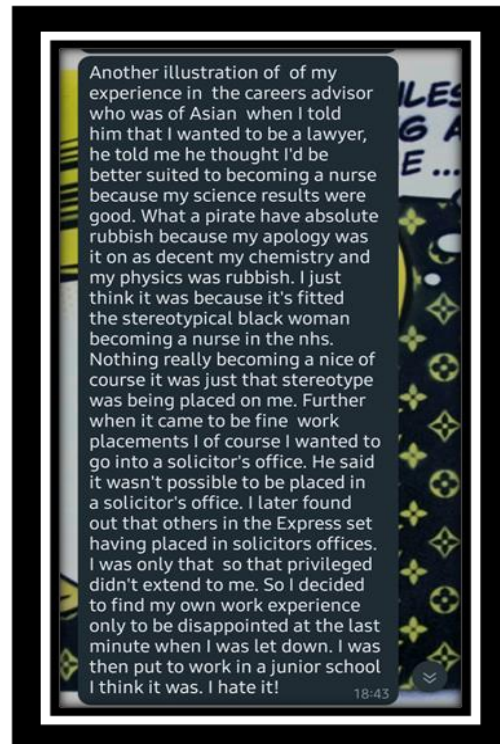 Another illustration of  of my
experience in  the careers advisor
who was of Asian  when I told
him that I wanted to be a lawyer,
he told me he thought I'd be
better suited to becoming a nurse
because my science results were
good. What a pirate have absolute
rubbish because my apology was
it on as decent my chemistry and
my physics was rubbish. I just
think it was because it's fitted
the stereotypical black woman
becoming a nurse in the nhs.
Nothing really becoming a nice of
course it was just that stereotype
was being placed on me. Further
when it came to be fine  work
placements I of course I wanted to
go into a solicitor's office. He said
it wasn't possible to be placed in
a solicitor's office. I later found
out that others in the Express set
having placed in solicitors offices.
I was only that  so that privileged
didn't extend to me. So I decided
to find my own work experience
only to be disappointed at the last
minute when I was let down. I was
then put to work in a junior school
I think it was. I hate it!
18:43